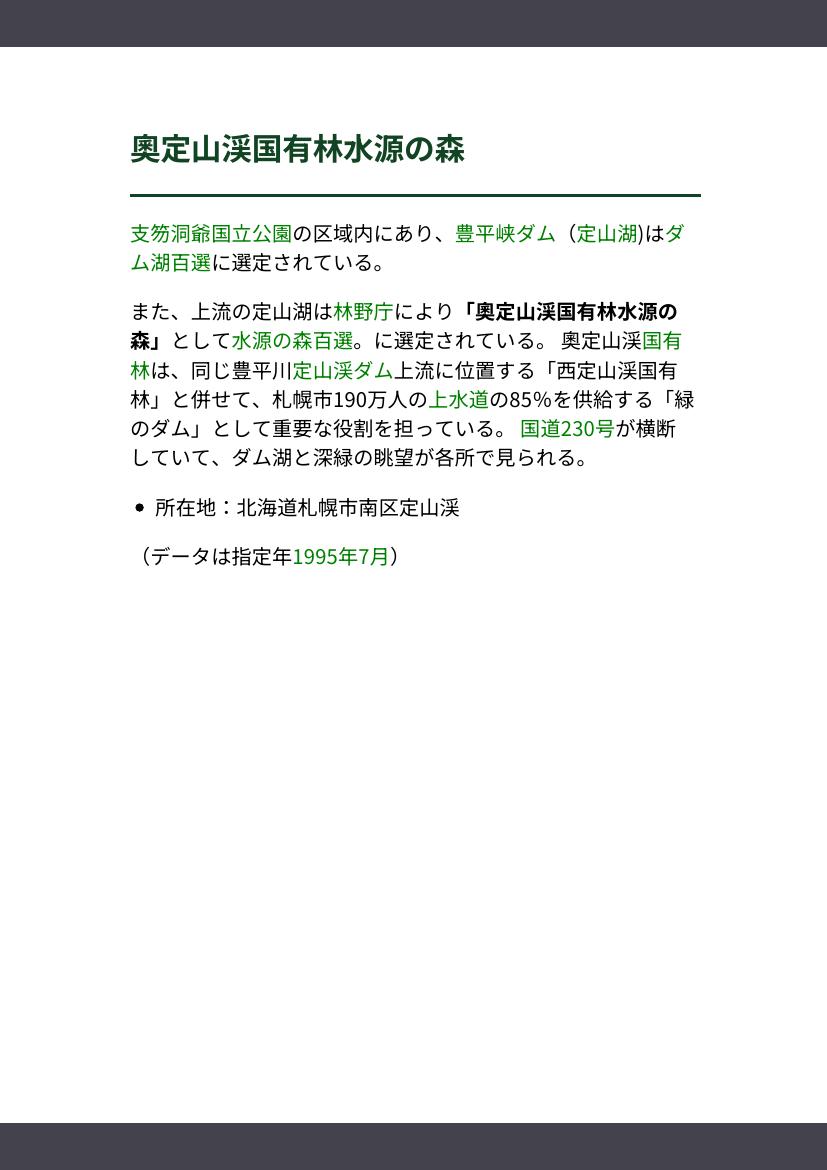 奧定山渓国有林水源の森
支笏洞爺国立公園の区域内にあり、豊平峡ダム（定山湖)はダ
ム湖百選に選定されている。
また、上流の定山湖は林野庁により「奧定山渓国有林水源の
森」として水源の森百選。に選定されている。 奧定山渓国有
林は、同じ豊平川定山渓ダム上流に位置する「西定山渓国有
林」と併せて、札幌市190万人の上水道の85%を供給する「緑
のダム」として重要な役割を担っている。 国道230号が横断
していて、ダム湖と深緑の眺望が各所で見られる。
• 所在地：北海道札幌市南区定山渓
（データは指定年1995年7月）